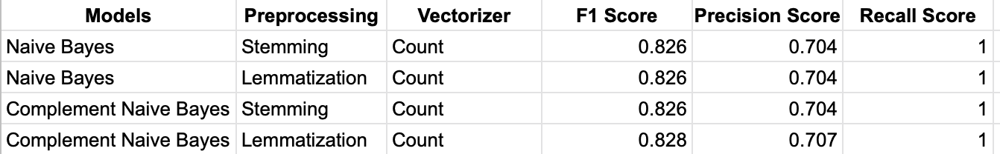 Models Preprocessing Vectorizer F1 Score Precision Score Recall Score
Naive Bayes Stemming Count 0.826 0.704 1
Naive Bayes Lemmatization Count 0.826 0.704 1
Complement Naive Bayes Stemming Count 0.826 0.704 1
Complement Naive Bayes Lemmatization Count 0.828 0.707 1